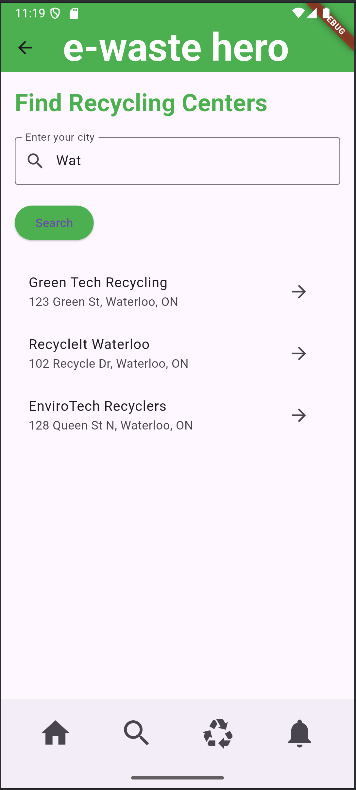 11:19
e-waste hero
Find Recycling Centers
Enter your city
Wat
Search
Green Tech Recycling
123 Green St, Waterloo, ON
RecycleIt Waterloo
102 Recycle Dr, Waterloo, ON
EnviroTech Recyclers
128 Queen St N, Waterloo, ON